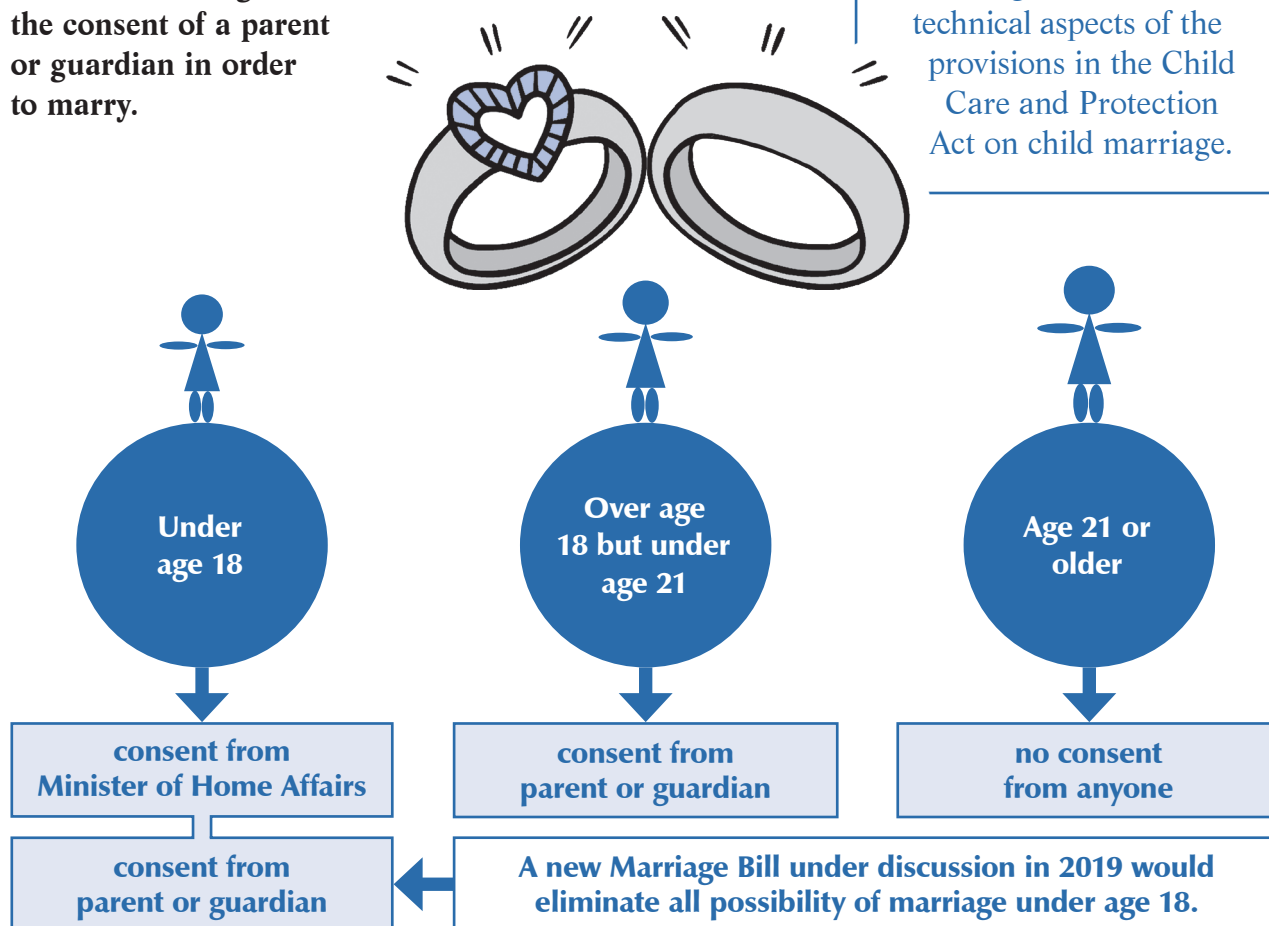 the consent of a parent
or guardian in order
to marry.
technical aspects of the
provisions in the Child
Care and Protection
Act on child marriage.
Under
age 18
Over age
18 but under
age 21
Age 21 or
older
consent from
Minister of Home Affairs
consent from
parent or guardian
no consent
from anyone
consent from
parent or guardian
A new Marriage Bill under discussion in 2019 would
eliminate all possibility of marriage under age 18.